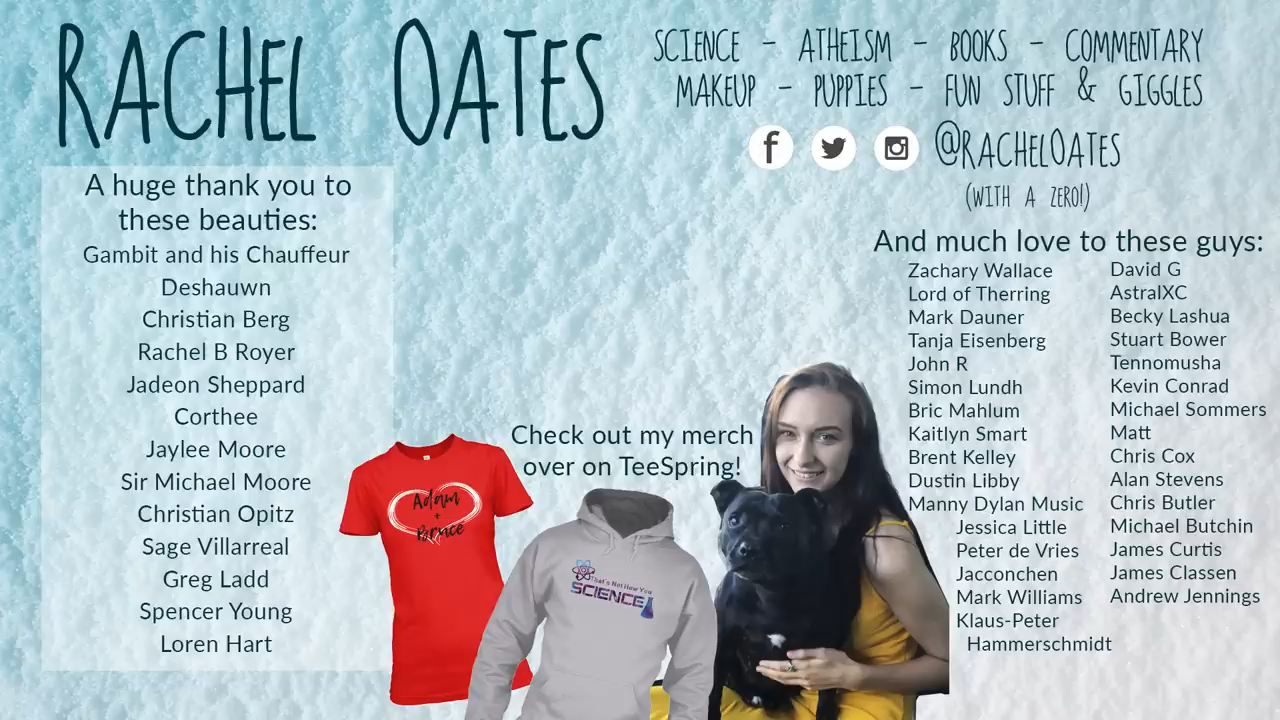 RACHEL OATES
SCIENCE - ATHEISM - BOOKS - COMMENTARY
MAKEUP - PUPPIES - FUN STUFF & GIGGLES
f
@RACHEL0ATES
(WITH A ZERO!)
A huge thank you to
these beauties:
Gambit and his Chauffeur
Deshauwn
Christian Berg
Rachel B Royer
Jadeon Sheppard
Corthee
Jaylee Moore
Sir Michael Moore
Christian Opitz
Sage Villarreal
Greg Ladd
Spencer Young
Loren Hart
Check out my merch
over on TeeSpring!
Adam
+
Bruce
That's Not How You
SCIENCE
And much love to these guys:
Zachary Wallace
Lord of Therring
Mark Dauner
Tanja Eisenberg
John R
Simon Lundh
Bric Mahlum
Kaitlyn Smart
Brent Kelley
Dustin Libby
Manny Dylan Music
Jessica Little
Peter de Vries
Jacconchen
Mark Williams
Klaus-Peter
Hammerschmidt
David G
AstralXC
Becky Lashua
Stuart Bower
Tennomusha
Kevin Conrad
Michael Sommers
Matt
Chris Cox
Alan Stevens
Chris Butler
Michael Butchin
James Curtis
James Classen
Andrew Jennings